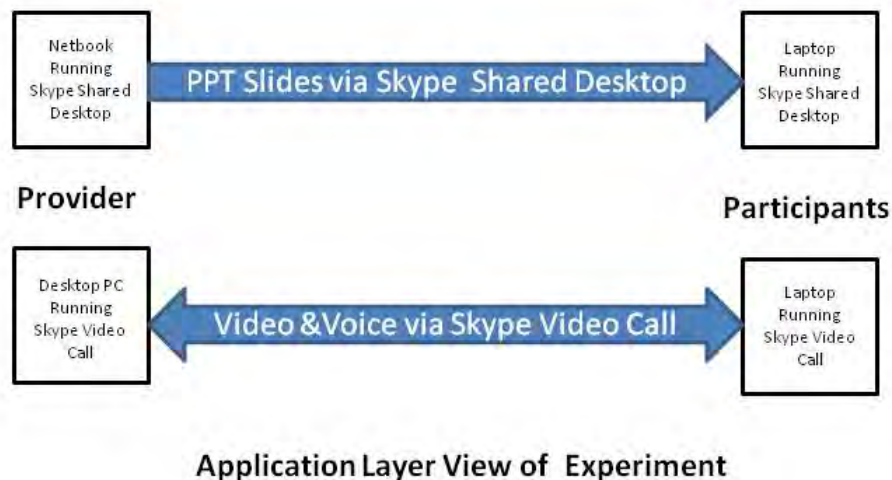 Netbook
Running
Skype Shared
Desktop
PPT Slides via Skype Shared Desktop
Laptop
Running
Skype Shared
Desktop
Provider
Participants
Desktop PC
Running
Skype Video
Call
Video &Voice via Skype Video Call
Laptop
Running
Skype Video
Call
Application Layer View of Experiment